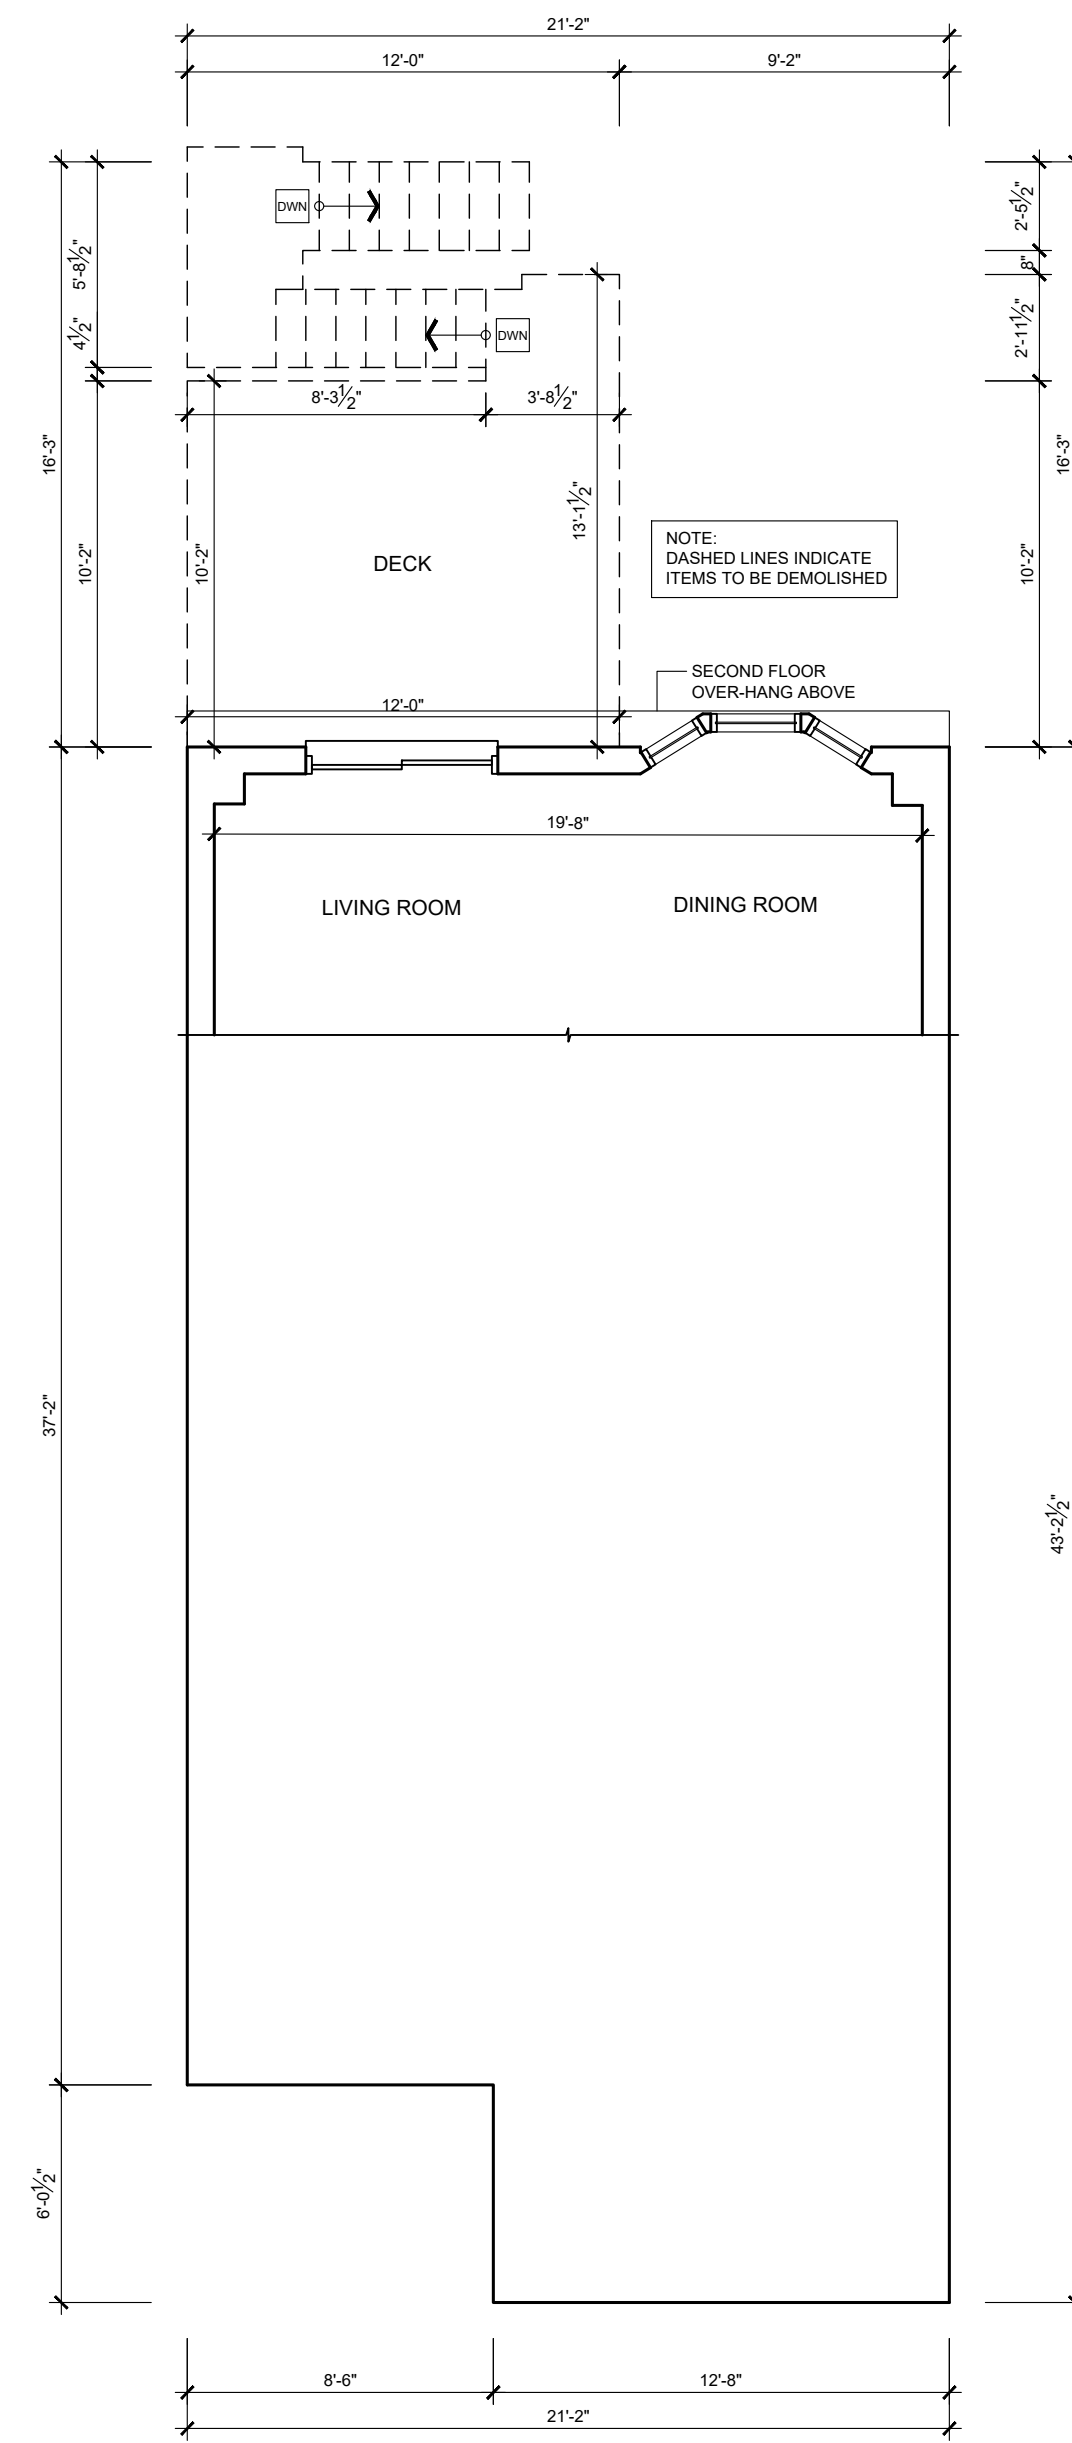 21'-2"
12'-0"
9'-2"
DWN
2'-5½"
8"
5'-8½"
4½"
2'-11½"
DWN
8'-3½"
3'-8½"
16'-3"
16'-3"
13'-1½"
10'-2"
10'-2"
10'-2"
DECK
NOTE:
DASHED LINES INDICATE
ITEMS TO BE DEMOLISHED
SECOND FLOOR
OVER-HANG ABOVE
12'-0"
19'-8"
LIVING ROOM
DINING ROOM
37'-2"
43'-2½"
6'-0½"
8'-6"
12'-8"
21'-2"